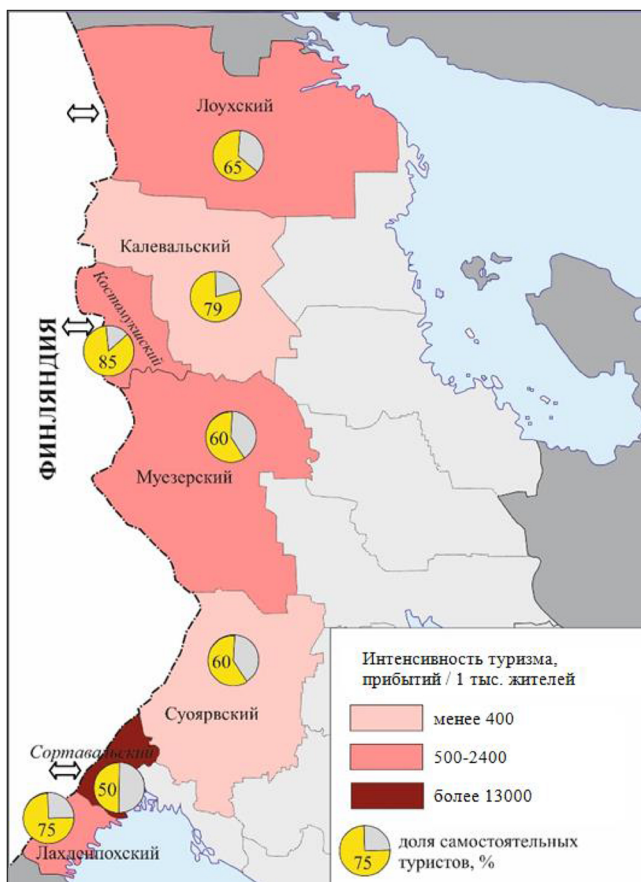 Лоухский
65
Калевальский
79
Костомукшский
85
ФИНЛЯНДИЯ
60
Муезерский
60
Суоярвский
Сортавальский
50
75
Лахденпохский
Интенсивность туризма,
прибытий / 1 тыс. жителей
менее 400
500-2400
более 13000
доля самостоятельных
туристов, %
75